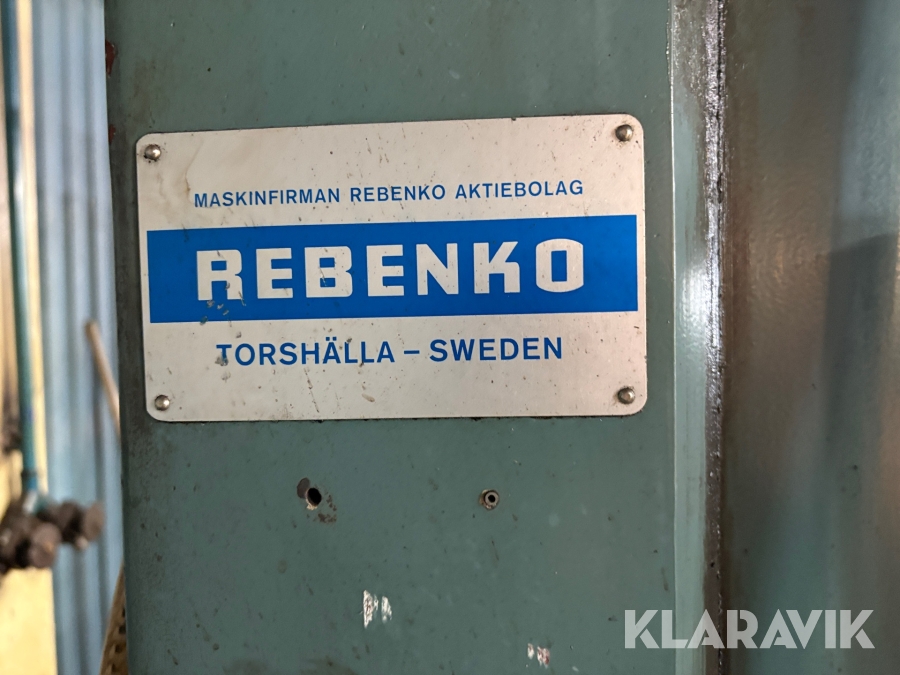 MASKINFIRMAN REBENKO AKTIEBOLAG
REBENKO
TORSHÄLLA – SWEDEN
KLARAVIK